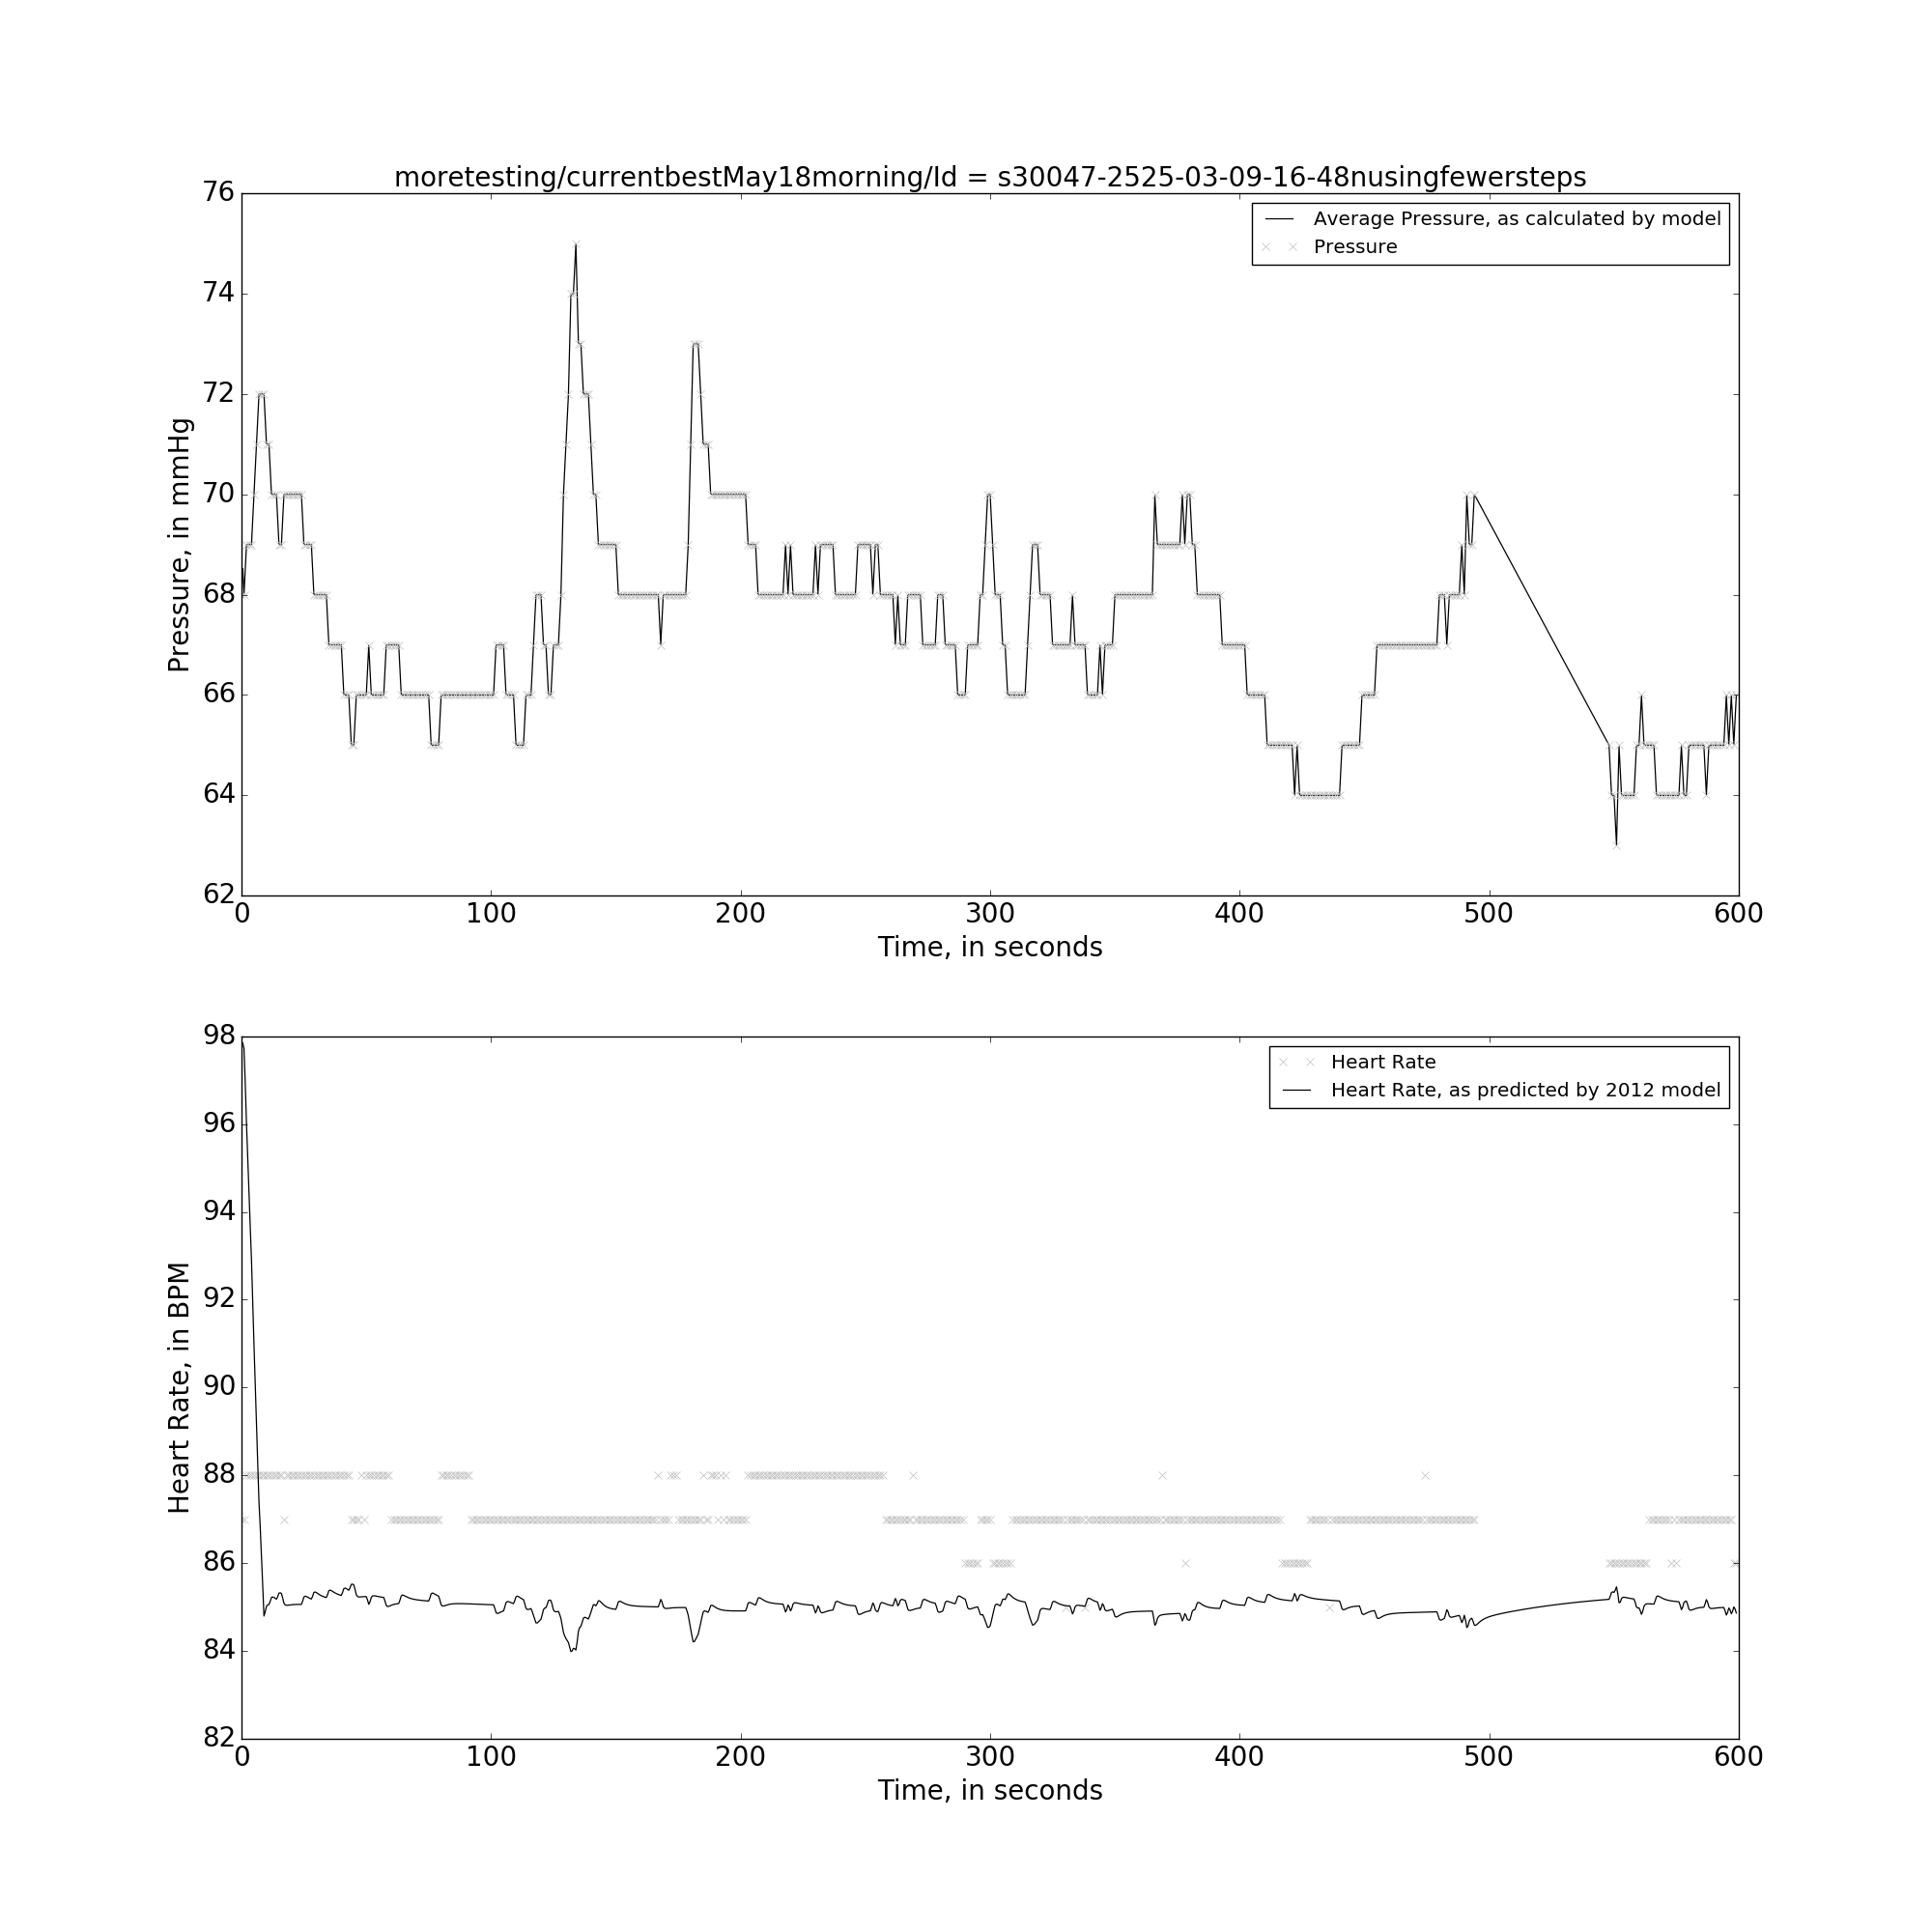 moretesting/currentbestMay18morning/Id = s30047-2525-03-09-16-48nusingfewersteps
76
74
72
70
68
66
64
62
Pressure, in mmHg
Average Pressure, as calculated by model
Pressure
0 100 200 300 400 500 600
Time, in seconds
98
96
94
92
90
88
86
84
82
Heart Rate, in BPM
Heart Rate
Heart Rate, as predicted by 2012 model
0 100 200 300 400 500 600
Time, in seconds